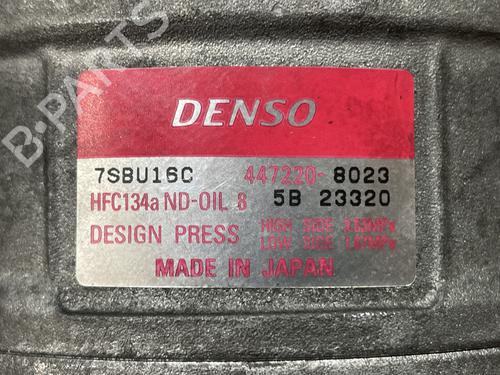 B-PARTS
DENSO
7SBU16C 447220-8023
HFC134a ND-OIL 8 5B 23320
DESIGN PRESS HIGH SIDE 3.53MPa
LOW SIDE 1.67MPa
MADE IN JAPAN